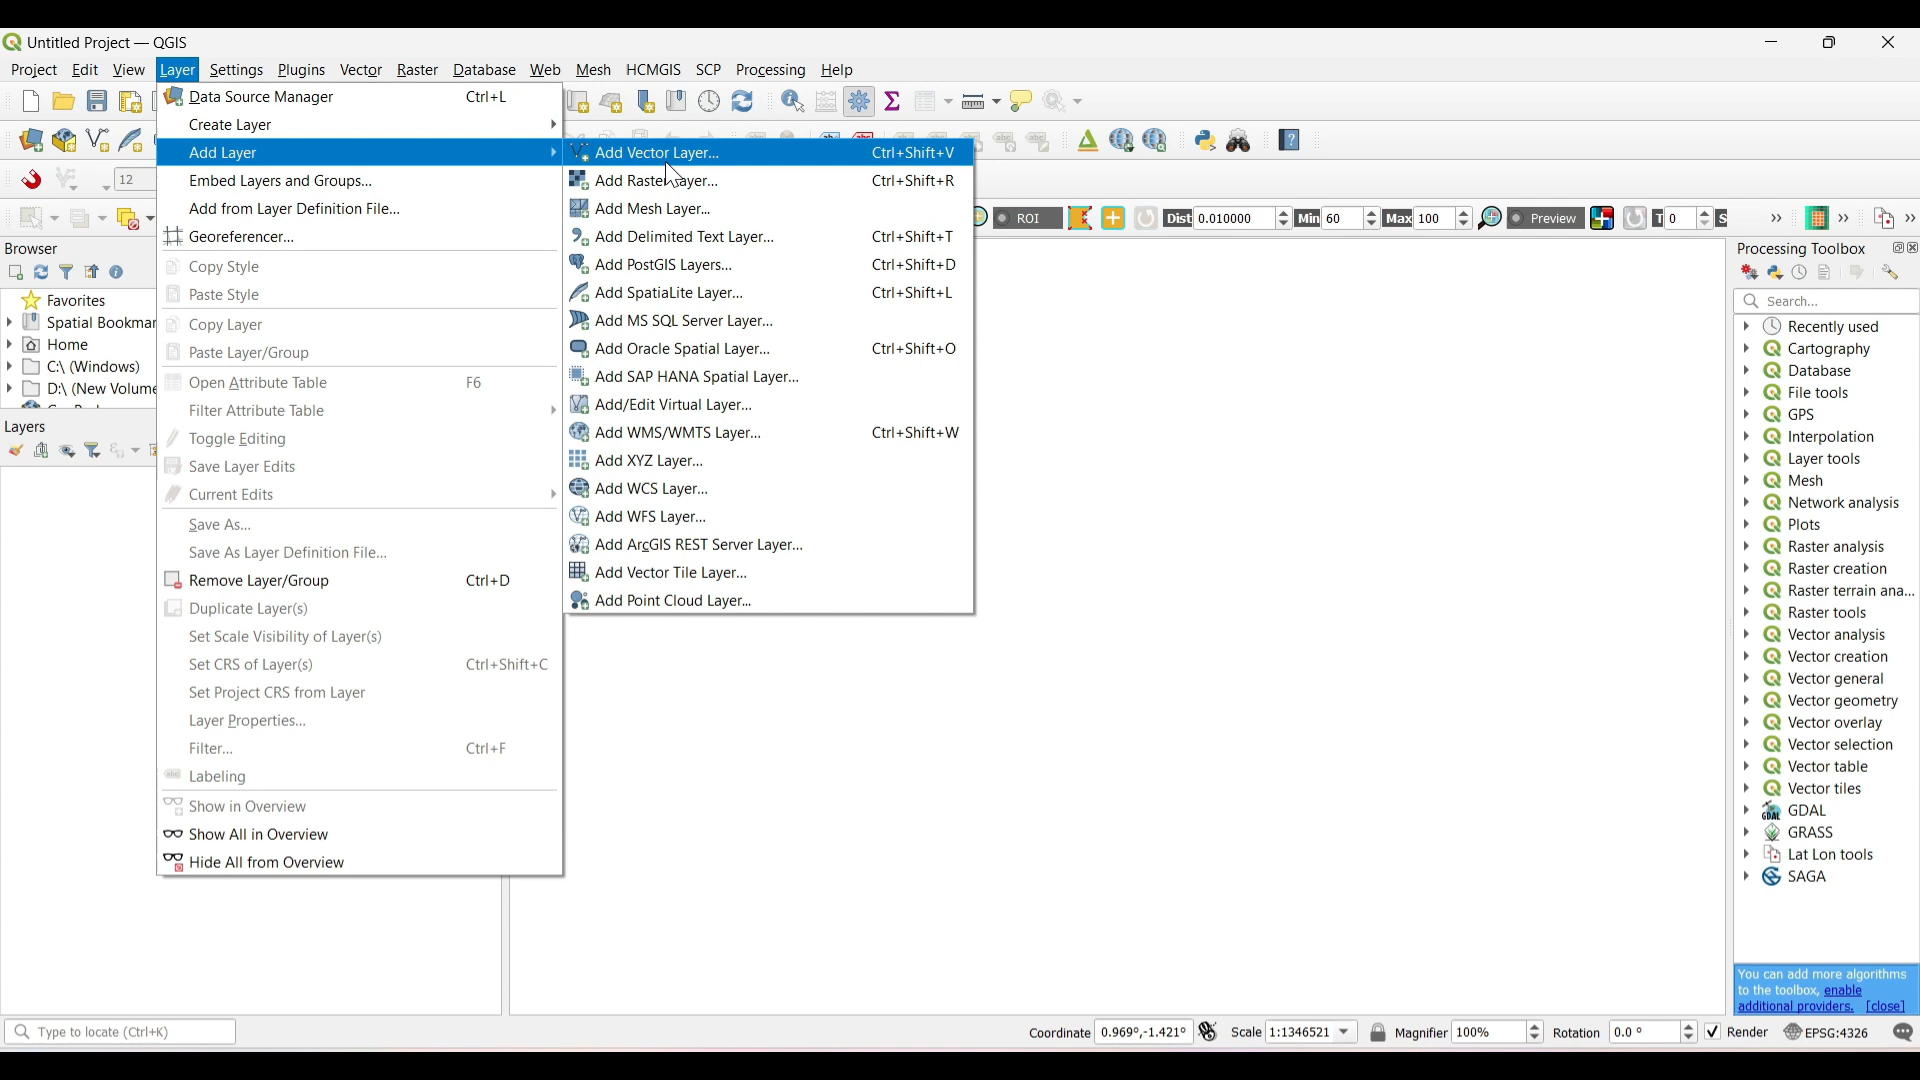 Untitled Project — QGIS
Project Edit View Layer Settings Plugins Vector Raster Database Web Mesh HCMGIS SCP Processing Help
Data Source Manager Ctrl+L
Create Layer
Add Layer
Embed Layers and Groups...
Add from Layer Definition File...
Georeferencer...
Copy Style
Paste Style
Copy Layer
Paste Layer/Group
Open Attribute Table F6
Filter Attribute Table
Toggle Editing
Save Layer Edits
Current Edits
Save As...
Save As Layer Definition File...
Remove Layer/Group Ctrl+D
Duplicate Layer(s)
Set Scale Visibility of Layer(s)
Set CRS of Layer(s) Ctrl+Shift+C
Set Project CRS from Layer
Layer Properties...
Filter... Ctrl+F
Labeling
Show in Overview
Show All in Overview
Hide All from Overview
Add Vector Layer... Ctrl+Shift+V
Add Raster Layer... Ctrl+Shift+R
Add Mesh Layer...
Add Delimited Text Layer... Ctrl+Shift+T
Add PostGIS Layers... Ctrl+Shift+D
Add SpatiaLite Layer... Ctrl+Shift+L
Add MS SQL Server Layer...
Add Oracle Spatial Layer... Ctrl+Shift+O
Add SAP HANA Spatial Layer...
Add/Edit Virtual Layer...
Add WMS/WMTS Layer... Ctrl+Shift+W
Add XYZ Layer...
Add WCS Layer...
Add WFS Layer...
Add ArcGIS REST Server Layer...
Add Vector Tile Layer...
Add Point Cloud Layer...
12
ROI Dist 0.010000 Min 60 Max 100 Preview T 0 S
Browser
Favorites
Spatial Bookmar
Home
C:\ (Windows)
D:\ (New Volume
Layers
Processing Toolbox
Search...
Recently used
Cartography
Database
File tools
GPS
Interpolation
Layer tools
Mesh
Network analysis
Plots
Raster analysis
Raster creation
Raster terrain ana...
Raster tools
Vector analysis
Vector creation
Vector general
Vector geometry
Vector overlay
Vector selection
Vector table
Vector tiles
GDAL
GRASS
Lat Lon tools
SAGA
You can add more algorithms
to the toolbox, enable
additional providers. [close]
Type to locate (Ctrl+K)
Coordinate 0.969°,-1.421° Scale 1:1346521 Magnifier 100% Rotation 0.0 ° Render EPSG:4326